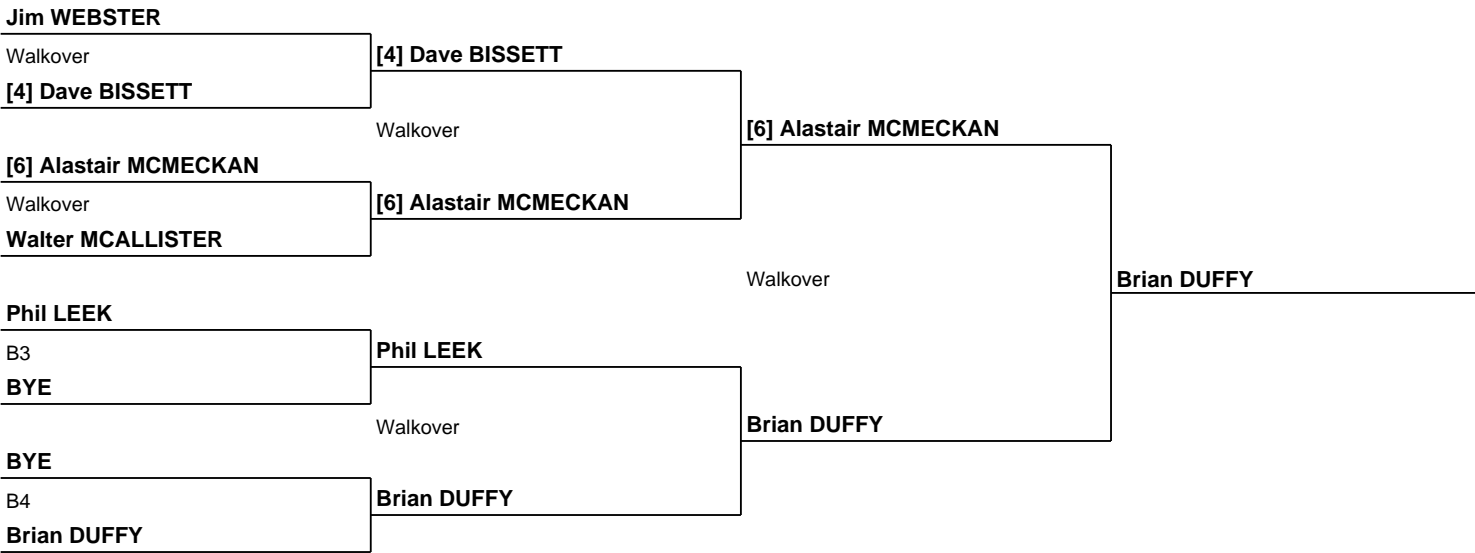 Jim WEBSTER
Walkover
[4] Dave BISSETT
[4] Dave BISSETT
Walkover
[6] Alastair MCMECKAN
[6] Alastair MCMECKAN
Walkover
[6] Alastair MCMECKAN
Walter MCALLISTER
Walkover
Brian DUFFY
Phil LEEK
B3
Phil LEEK
BYE
Walkover
Brian DUFFY
BYE
B4
Brian DUFFY
Brian DUFFY